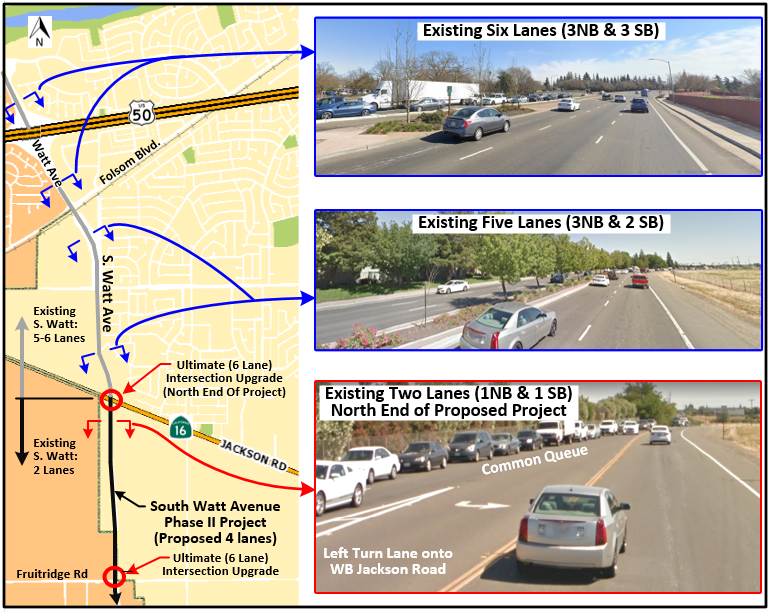 N
US
50
Watt Ave
Folsom Blvd.
S. Watt Ave
Existing
S. Watt:
5-6 Lanes
Ultimate (6 Lane)
Intersection Upgrade
(North End Of Project)
Existing
S. Watt:
2 Lanes
CALIFORNIA
16
JACKSON RD
South Watt Avenue
Phase II Project
(Proposed 4 lanes)
Ultimate (6 Lane)
Intersection Upgrade
Fruitridge Rd
Existing Six Lanes (3NB & 3 SB)
Existing Five Lanes (3NB & 2 SB)
Existing Two Lanes (1NB & 1 SB)
North End of Proposed Project
Common Queue
Left Turn Lane onto
WB Jackson Road